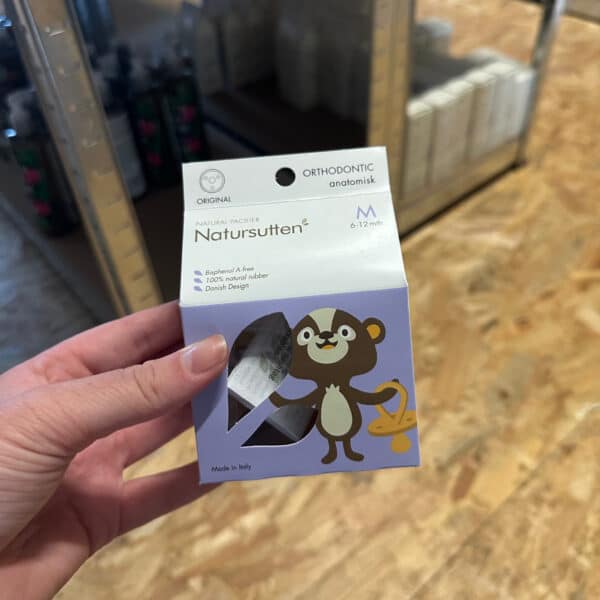 ORIGINAL
ORTHODONTIC
anatomisk
NATURAL PACIFIER
Natursutten
M
6-12 mth
Bisphenol A-free
100% natural rubber
Danish Design
Made in Italy